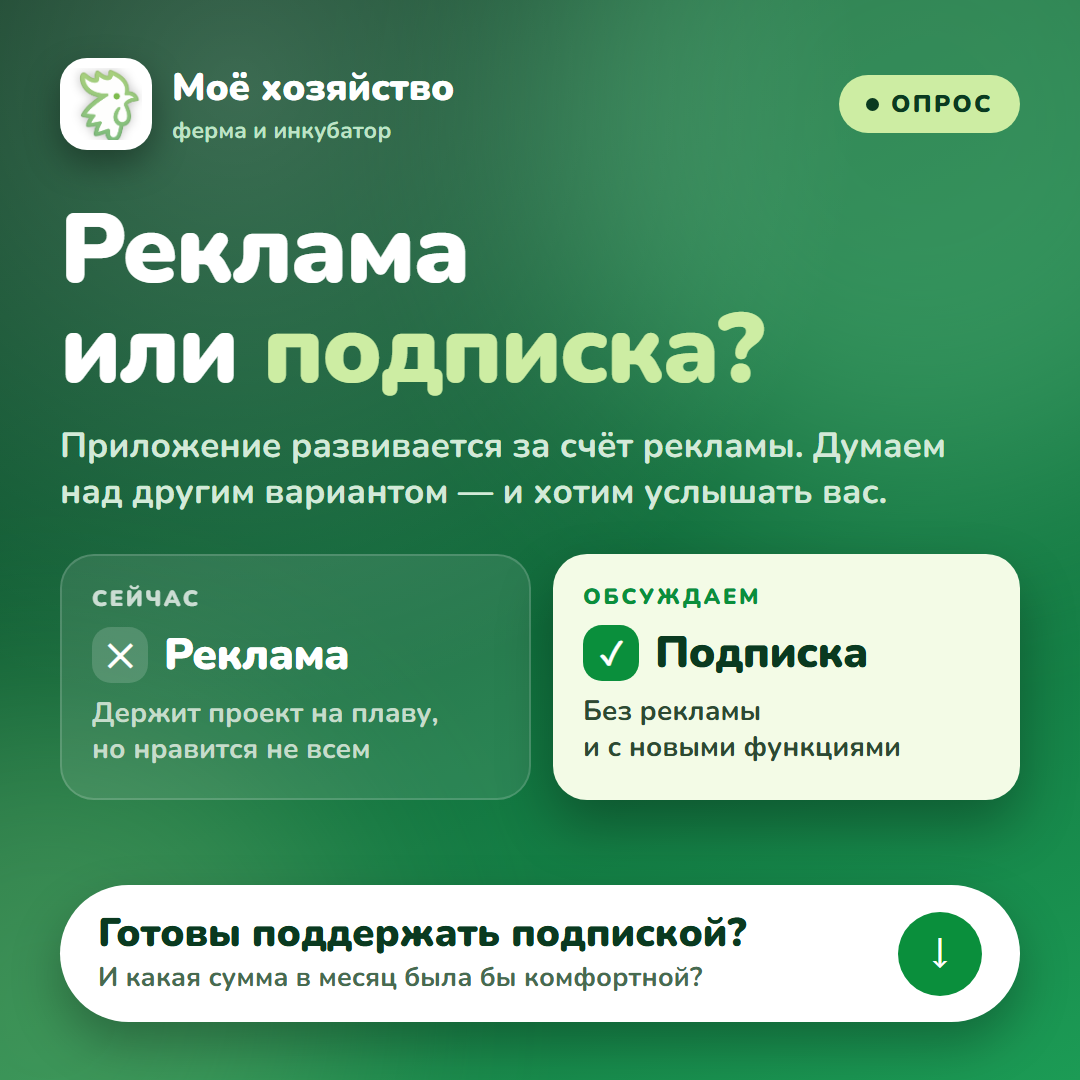 Моё хозяйство
ферма и инкубатор
ОПРОС
Реклама
или подписка?
Приложение развивается за счёт рекламы. Думаем
над другим вариантом — и хотим услышать вас.
СЕЙЧАС
Реклама
Держит проект на плаву,
но нравится не всем
ОБСУЖДАЕМ
Подписка
Без рекламы
и с новыми функциями
Готовы поддержать подпиской?
И какая сумма в месяц была бы комфортной?